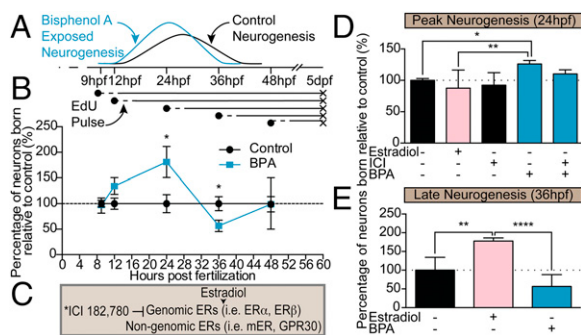 A
Bisphenol A
Exposed
Neurogenesis
Control
Neurogenesis
9hpf 12hpf 24hpf 36hpf 48hpf 5dpf
EdU
Pulse
B
Percentage of neurons born
relative to control (%)
250
200
150
100
50
0
Control
BPA
*
*
0 4 8 12 16 20 24 28 32 36 40 44 48 52 56 60
Hours post fertilization
C
Estradiol
*ICI 182,780 Genomic ERs (i.e. ERα, ERβ)
Non-genomic ERs (i.e. mER, GPR30)
D
Peak Neurogenesis (24hpf)
Percentage of neurons born relative to control (%)
200
150
100
50
0
*
**
Estradiol - + - - -
ICI - - + - +
BPA - - - + +
E
Late Neurogenesis (36hpf)
200
150
100
50
0
**
****
Estradiol - + -
BPA - - +